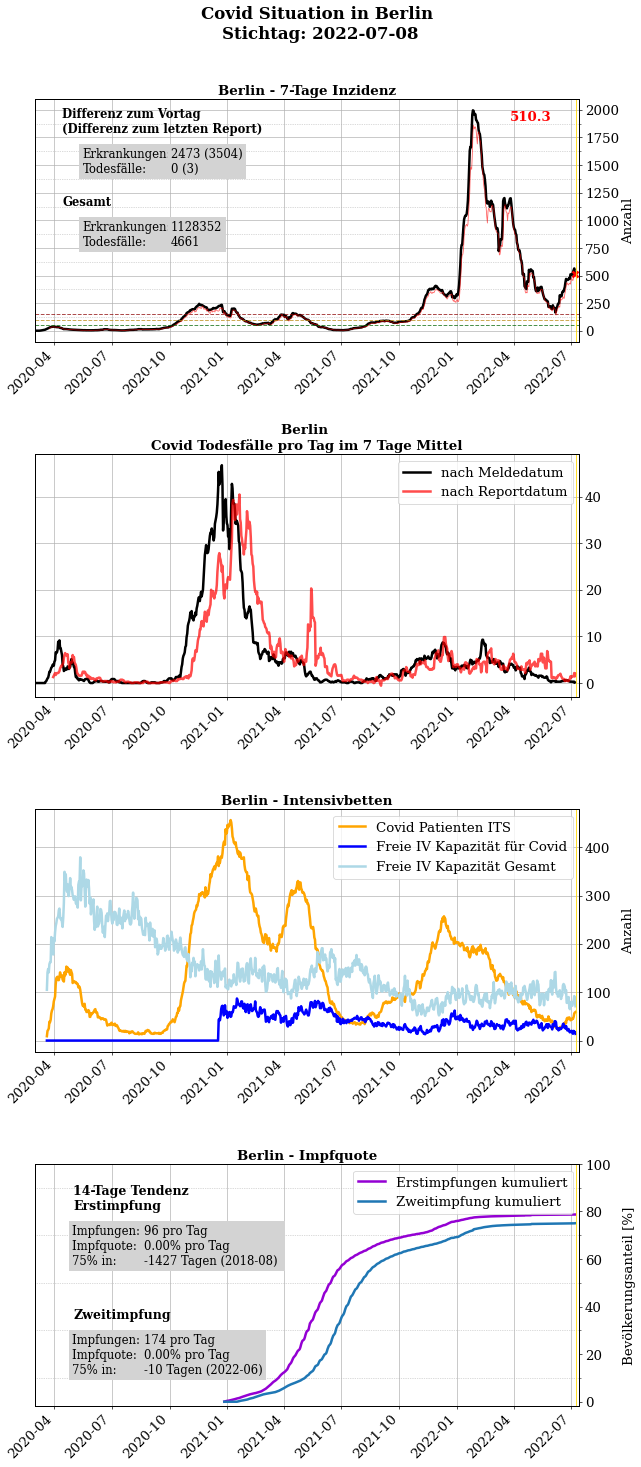 Covid Situation in Berlin
Stichtag: 2022-07-08
Berlin - 7-Tage Inzidenz
Differenz zum Vortag
(Differenz zum letzten Report)
Erkrankungen 2473 (3504)
Todesfälle: 0 (3)
Gesamt
Erkrankungen 1128352
Todesfälle: 4661
510.3
2000
1750
1500
1250
1000
750
500
250
0
Anzahl
2020-04 2020-07 2020-10 2021-01 2021-04 2021-07 2021-10 2022-01 2022-04 2022-07
Berlin
Covid Todesfälle pro Tag im 7 Tage Mittel
nach Meldedatum
nach Reportdatum
40
30
20
10
0
2020-04 2020-07 2020-10 2021-01 2021-04 2021-07 2021-10 2022-01 2022-04 2022-07
Berlin - Intensivbetten
Covid Patienten ITS
Freie IV Kapazität für Covid
Freie IV Kapazität Gesamt
400
300
200
100
0
Anzahl
2020-04 2020-07 2020-10 2021-01 2021-04 2021-07 2021-10 2022-01 2022-04 2022-07
Berlin - Impfquote
14-Tage Tendenz
Erstimpfung
Impfungen: 96 pro Tag
Impfquote: 0.00% pro Tag
75% in: -1427 Tagen (2018-08)
Zweitimpfung
Impfungen: 174 pro Tag
Impfquote: 0.00% pro Tag
75% in: -10 Tagen (2022-06)
Erstimpfungen kumuliert
Zweitimpfung kumuliert
100
80
60
40
20
0
Bevölkerungsanteil [%]
2020-04 2020-07 2020-10 2021-01 2021-04 2021-07 2021-10 2022-01 2022-04 2022-07